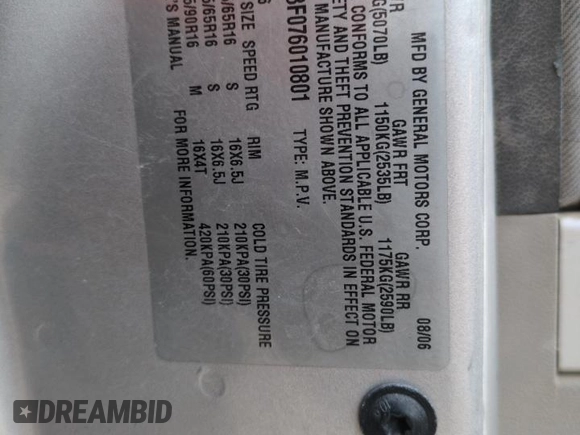 MFD BY GENERAL MOTORS CORP. 08/06
GAWR FRT GAWR RR
(5070LB) 1150KG(2535LB) 1175KG(2590LB)
CONFORMS TO ALL APPLICABLE U.S. FEDERAL MOTOR
AND THEFT PREVENTION STANDARDS IN EFFECT ON
MANUFACTURE SHOWN ABOVE.
F076010801 TYPE: M.P.V.
SIZE SPEED RTG RIM COLD TIRE PRESSURE
/65R16 S 16X6.5J 210KPA(30PSI)
/65R16 S 16X6.5J 210KPA(30PSI)
/90R16 M 16X4T 420KPA(60PSI)
'S MANUAL FOR MORE INFORMATION.
DREAMBID